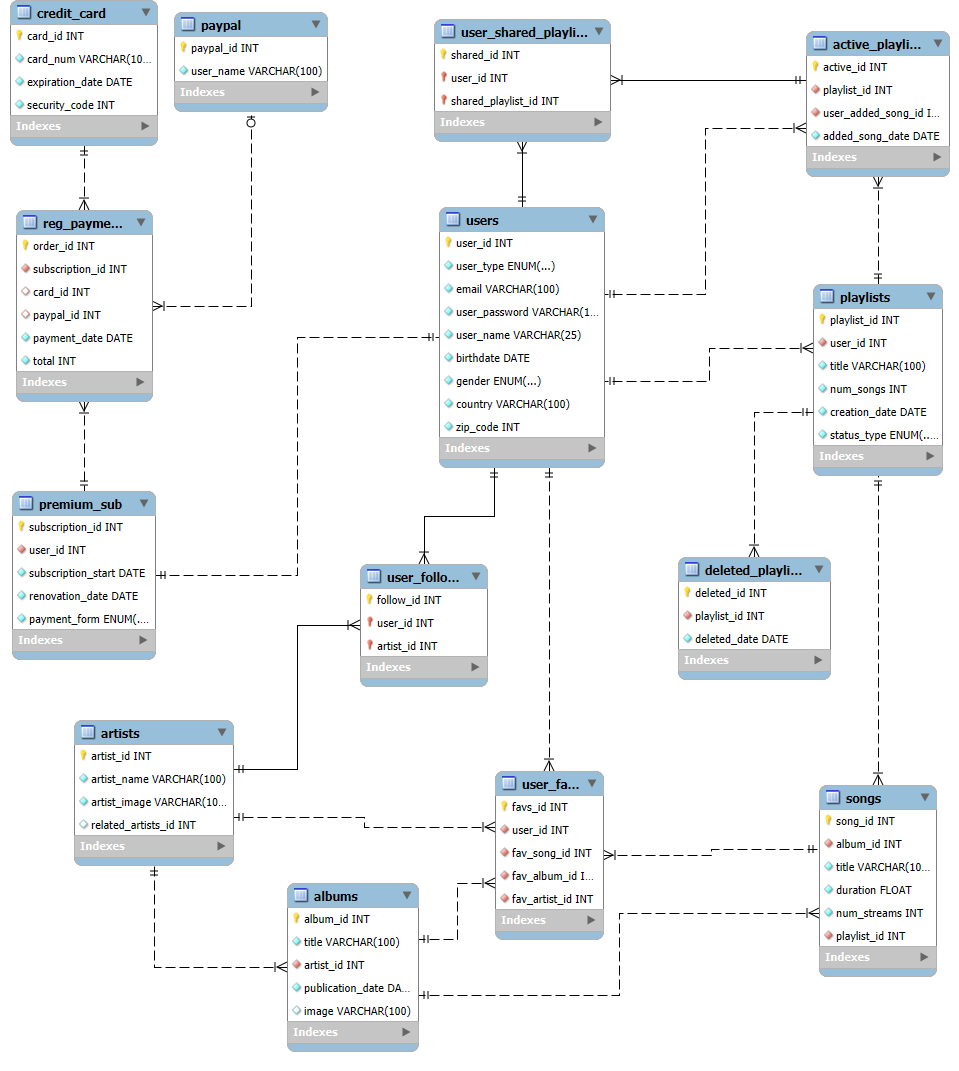 credit_card
card_id INT
card_num VARCHAR(10...
expiration_date DATE
security_code INT
Indexes
paypal
paypal_id INT
user_name VARCHAR(100)
Indexes
user_shared_playli...
shared_id INT
user_id INT
shared_playlist_id INT
Indexes
active_playli...
active_id INT
playlist_id INT
user_added_song_id I...
added_song_date DATE
Indexes
reg_payme...
order_id INT
subscription_id INT
card_id INT
paypal_id INT
payment_date DATE
total INT
Indexes
users
user_id INT
user_type ENUM(...)
email VARCHAR(100)
user_password VARCHAR(1...
user_name VARCHAR(25)
birthdate DATE
gender ENUM(...)
country VARCHAR(100)
zip_code INT
Indexes
playlists
playlist_id INT
user_id INT
title VARCHAR(100)
num_songs INT
creation_date DATE
status_type ENUM(...
Indexes
premium_sub
subscription_id INT
user_id INT
subscription_start DATE
renovation_date DATE
payment_form ENUM(...
Indexes
user_follo...
follow_id INT
user_id INT
artist_id INT
Indexes
deleted_playli...
deleted_id INT
playlist_id INT
deleted_date DATE
Indexes
artists
artist_id INT
artist_name VARCHAR(100)
artist_image VARCHAR(10...
related_artists_id INT
Indexes
user_fa...
favs_id INT
user_id INT
fav_song_id INT
fav_album_id I...
fav_artist_id INT
Indexes
songs
song_id INT
album_id INT
title VARCHAR(10...
duration FLOAT
num_streams INT
playlist_id INT
Indexes
albums
album_id INT
title VARCHAR(100)
artist_id INT
publication_date DA...
image VARCHAR(100)
Indexes